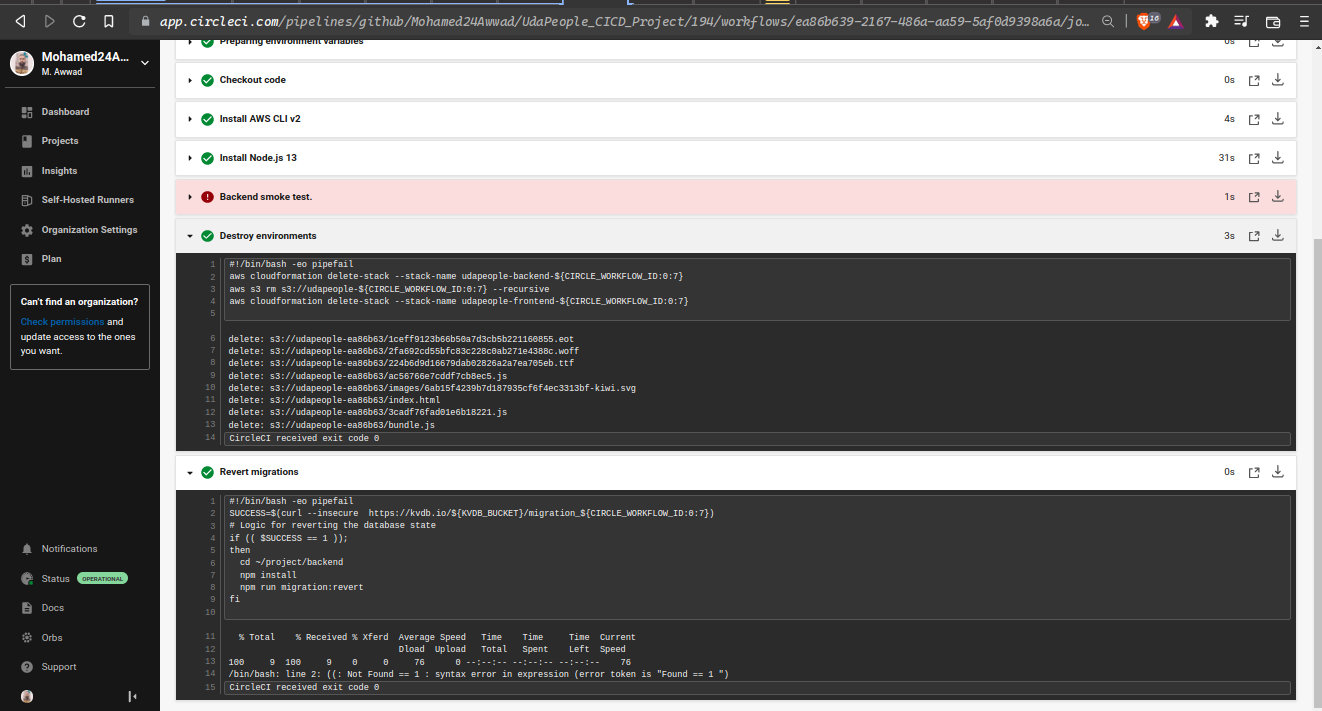 app.circleci.com/pipelines/github/Mohamed24Awwad/UdaPeople_CICD_Project/194/workflows/ea86b639-2167-486a-aa59-5af0d9398a6a/jo…
16
Mohamed24A...
M. Awwad
Dashboard
Projects
Insights
Self-Hosted Runners
Organization Settings
Plan
Can't find an organization?
Check permissions and
update access to the ones
you want.
Notifications
Status OPERATIONAL
Docs
Orbs
Support
Preparing environment variables 0s
Checkout code 0s
Install AWS CLI v2 4s
Install Node.js 13 31s
Backend smoke test. 1s
Destroy environments 3s
1 #!/bin/bash -eo pipefail
2 aws cloudformation delete-stack --stack-name udapeople-backend-${CIRCLE_WORKFLOW_ID:0:7}
3 aws s3 rm s3://udapeople-${CIRCLE_WORKFLOW_ID:0:7} --recursive
4 aws cloudformation delete-stack --stack-name udapeople-frontend-${CIRCLE_WORKFLOW_ID:0:7}
5
6 delete: s3://udapeople-ea86b63/1ceff9123b66b50a7d3cb5b221160855.eot
7 delete: s3://udapeople-ea86b63/2fa692cd55bfc83c228c0ab271e4388c.woff
8 delete: s3://udapeople-ea86b63/224b6d9d16679dab02826a2a7ea705eb.ttf
9 delete: s3://udapeople-ea86b63/ac56766e7cddf7cb8ec5.js
10 delete: s3://udapeople-ea86b63/images/6ab15f4239b7d187935cf6f4ec3313bf-kiwi.svg
11 delete: s3://udapeople-ea86b63/index.html
12 delete: s3://udapeople-ea86b63/3cadf76fad01e6b18221.js
13 delete: s3://udapeople-ea86b63/bundle.js
14 CircleCI received exit code 0
Revert migrations 0s
1 #!/bin/bash -eo pipefail
2 SUCCESS=$(curl --insecure  https://kvdb.io/${KVDB_BUCKET}/migration_${CIRCLE_WORKFLOW_ID:0:7})
3 # Logic for reverting the database state
4 if (( $SUCCESS == 1 ));
5 then
6   cd ~/project/backend
7   npm install
8   npm run migration:revert
9 fi
10
11   % Total    % Received % Xferd  Average Speed   Time    Time     Time  Current
12                                  Dload  Upload   Total   Spent    Left  Speed
13 100     9  100     9    0     0     76      0 --:--:-- --:--:-- --:--:--    76
14 /bin/bash: line 2: ((: Not Found == 1 : syntax error in expression (error token is "Found == 1 ")
15 CircleCI received exit code 0